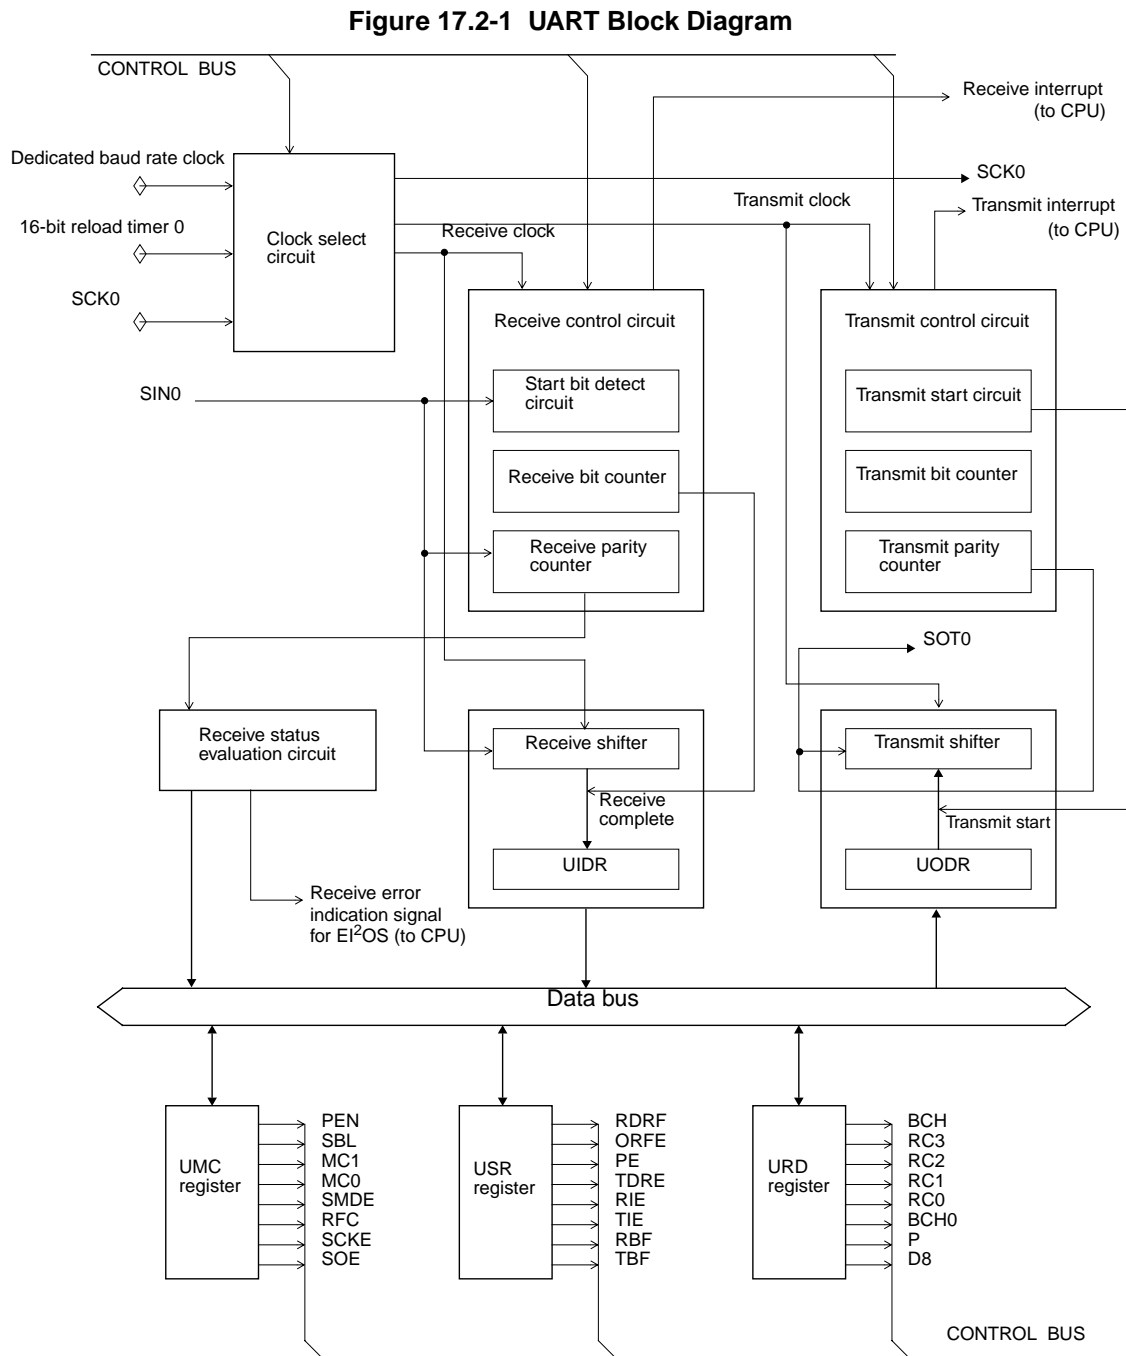 Figure 17.2-1 UART Block Diagram
CONTROL BUS
Receive interrupt
(to CPU)
Dedicated baud rate clock
SCK0
Transmit clock
Transmit interrupt
(to CPU)
16-bit reload timer 0
Receive clock
Clock select
circuit
SCK0
Receive control circuit
Transmit control circuit
SIN0
Start bit detect
circuit
Transmit start circuit
Receive bit counter
Transmit bit counter
Receive parity
counter
Transmit parity
counter
SOT0
Receive status
evaluation circuit
Receive shifter
Transmit shifter
Receive
complete
Transmit start
UIDR
UODR
Receive error
indication signal
for EI2OS (to CPU)
Data bus
UMC
register
PEN
SBL
MC1
MC0
SMDE
RFC
SCKE
SOE
USR
register
RDRF
ORFE
PE
TDRE
RIE
TIE
RBF
TBF
URD
register
BCH
RC3
RC2
RC1
RC0
BCH0
P
D8
CONTROL BUS